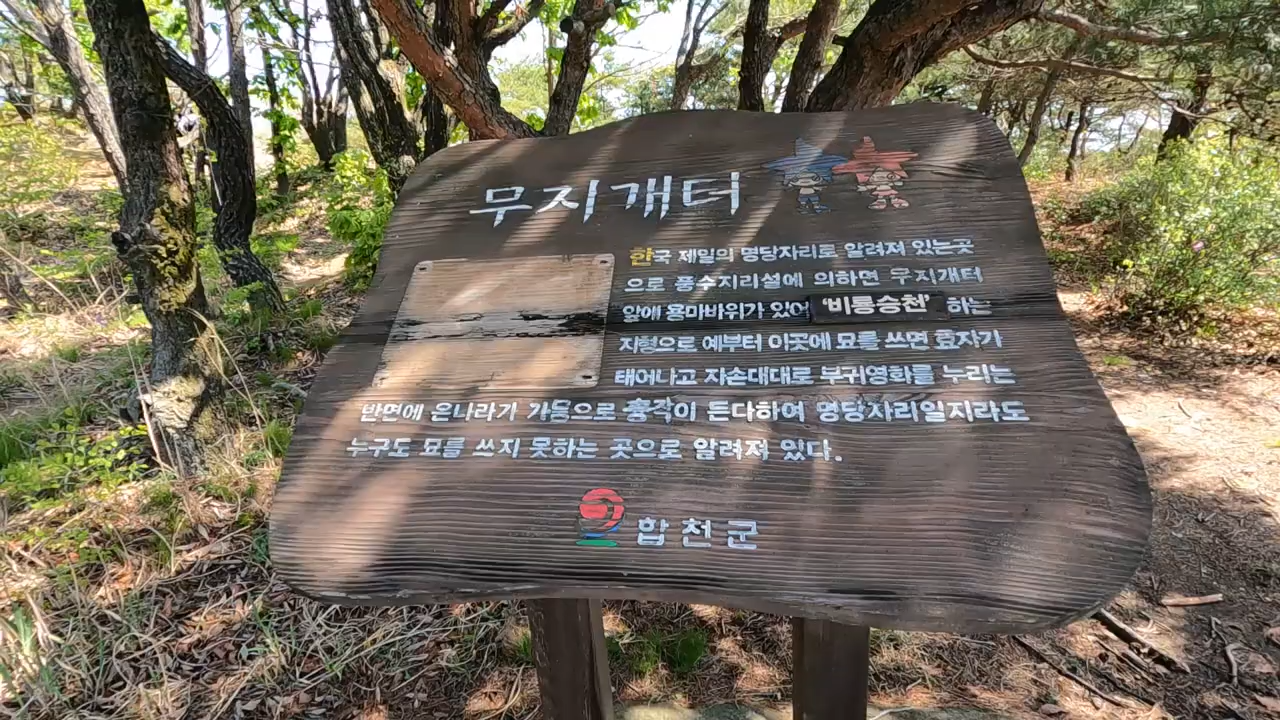 무지개터
한국 제일의 명당자리로 알려져 있는곳
으로 풍수지리설에 의하면 무지개터
앞에 용마바위가 있어 '비룡승천' 하는
지형으로 예부터 이곳에 묘를 쓰면 효자가
태어나고 자손대대로 부귀영화를 누리는
반면에 온나라가 가뭄으로 흉작이 든다하여 명당자리일지라도
누구도 묘를 쓰지 못하는 곳으로 알려져 있다.
합천군